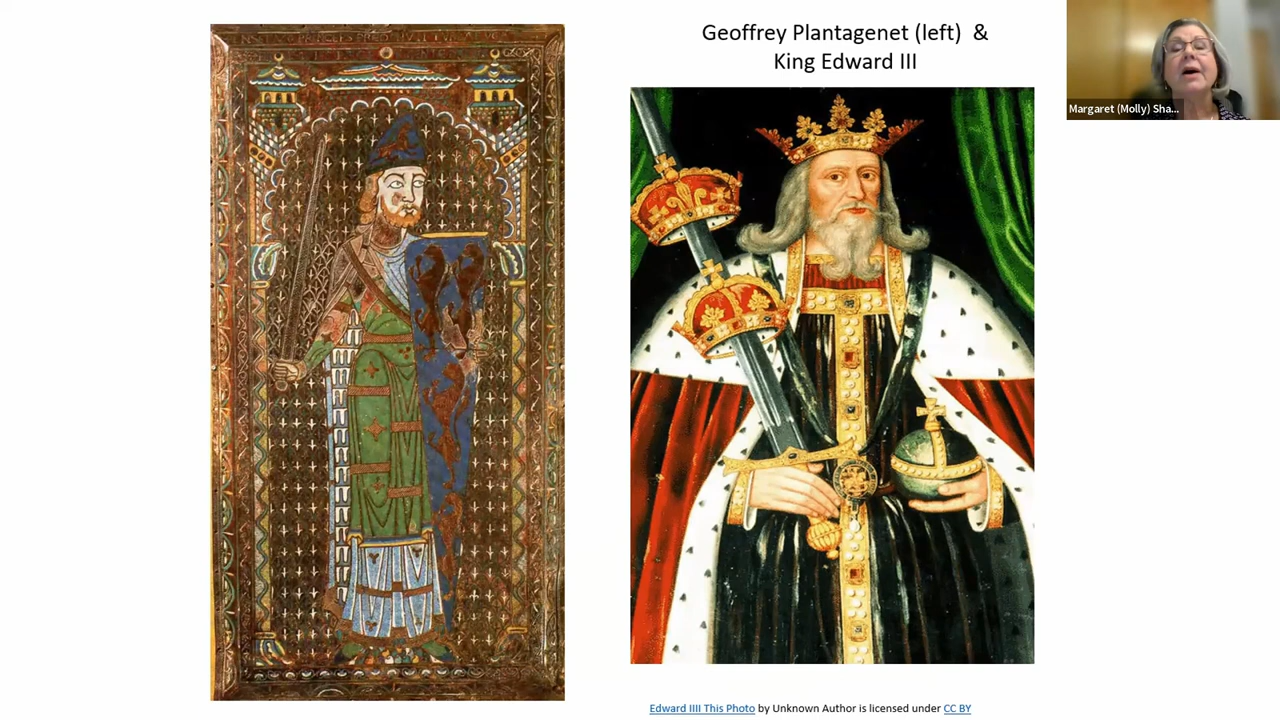 Geoffrey Plantagenet (left) &
King Edward III
Margaret (Molly) Sha...
Edward IIII This Photo by Unknown Author is licensed under CC BY